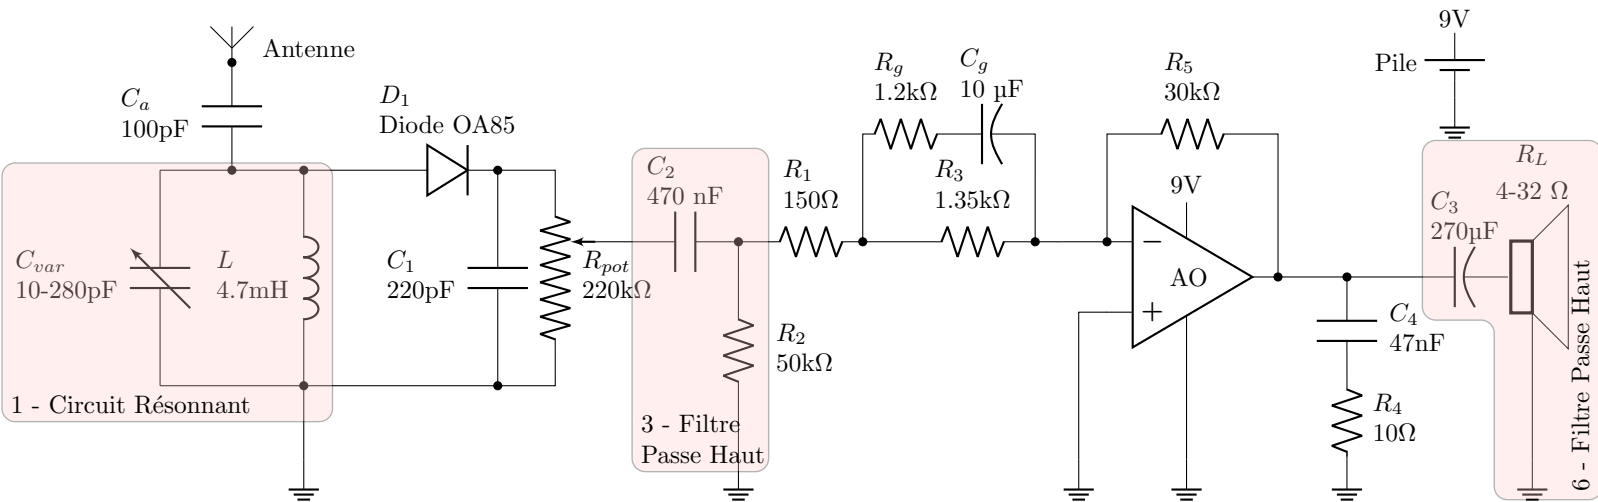 Antenne
C_a
100pF
D_1
Diode OA85
C_var
10-280pF
L
4.7mH
1 - Circuit Résonnant
C_1
220pF
R_pot
220kΩ
C_2
470 nF
R_2
50kΩ
3 - Filtre
Passe Haut
R_1
150Ω
R_g
1.2kΩ
C_g
10 µF
R_3
1.35kΩ
R_5
30kΩ
9V
−
AO
+
9V
Pile
C_4
47nF
R_4
10Ω
C_3
270µF
R_L
4-32 Ω
6 - Filtre Passe Haut